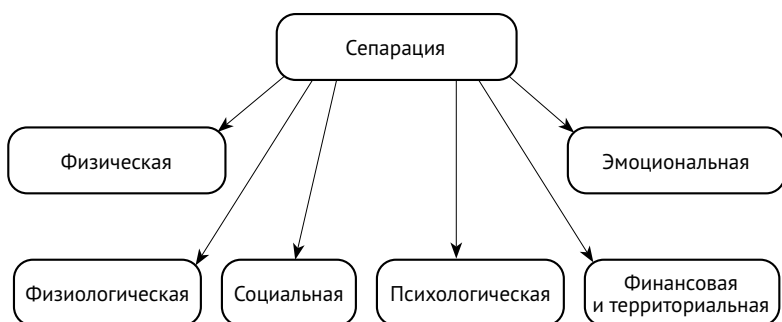 Сепарация
Физическая
Эмоциональная
Физиологическая
Социальная
Психологическая
Финансовая
и территориальная